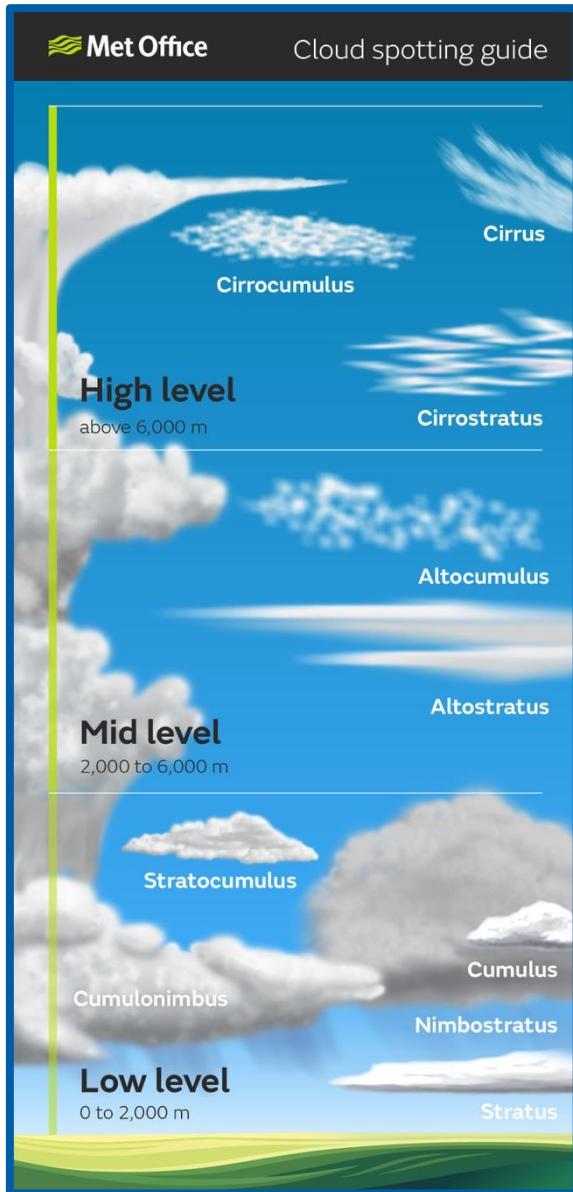 Met Office
Cloud spotting guide
Cirrus
Cirrocumulus
High level
above 6,000 m
Cirrostratus
Altocumulus
Altostratus
Mid level
2,000 to 6,000 m
Stratocumulus
Cumulus
Cumulonimbus
Nimbostratus
Low level
0 to 2,000 m
Stratus